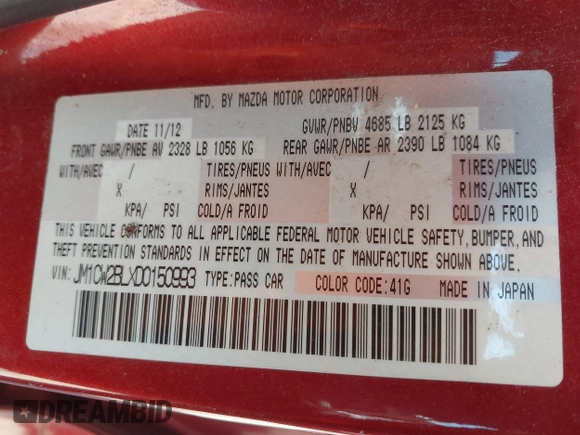 MFD. BY MAZDA MOTOR CORPORATION
DATE 11/12 GVWR/PNBV 4685 LB 2125 KG
FRONT GAWR/PNBE AV 2328 LB 1056 KG REAR GAWR/PNBE AR 2390 LB 1084 KG
WITH/AVEC / TIRES/PNEUS WITH/AVEC / TIRES/PNEUS
X RIMS/JANTES X RIMS/JANTES
KPA/ PSI COLD/A FROID KPA/ PSI COLD/A FROID
THIS VEHICLE CONFORMS TO ALL APPLICABLE FEDERAL MOTOR VEHICLE SAFETY, BUMPER, AND
THEFT PREVENTION STANDARDS IN EFFECT ON THE DATE OF MANUFACTURE SHOWN ABOVE.
VIN: JM1CW2BLXD0150993 TYPE:PASS CAR COLOR CODE:41G MADE IN JAPAN
DREAMBID